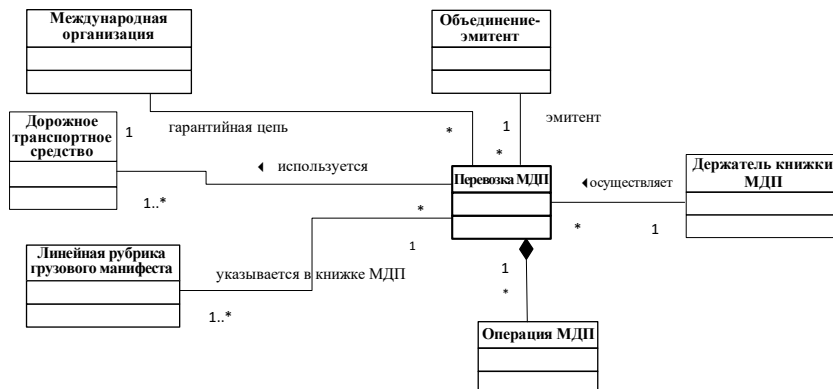 Международная
организация
Объединение-
эмитент
Дорожное
транспортное
средство
1
гарантийная цепь
*
1
эмитент
*
используется
Перевозка МДП
осуществляет
Держатель книжки
МДП
1..*
*
*
1
1
Линейная рубрика
грузового манифеста
указывается в книжке МДП
1
*
1..*
Операция МДП